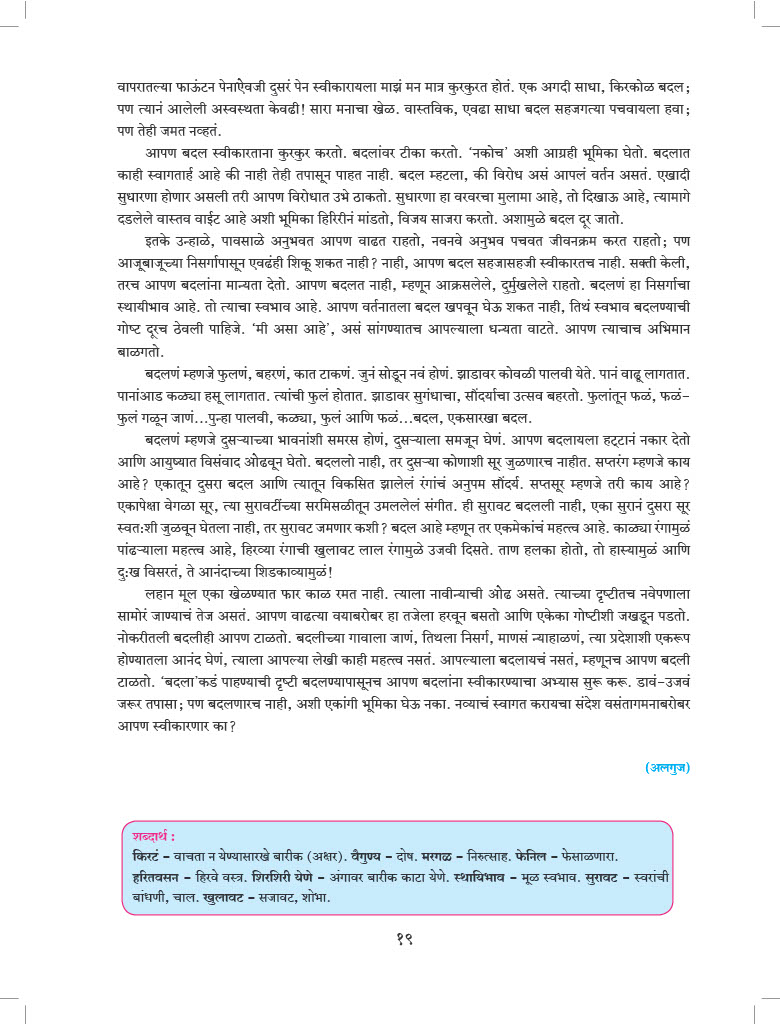 वापरातल्या फाऊंटन पेनाऐवजी दुसरं पेन स्वीकारायला माझं मन मात्र कुरकुरत होतं. एक अगदी साधा, किरकोळ बदल;
पण त्यानं आलेली अस्वस्थता केवढी! सारा मनाचा खेळ. वास्तविक, एवढा साधा बदल सहजगत्या पचवायला हवा;
पण तेही जमत नव्हतं.
आपण बदल स्वीकारताना कुरकुर करतो. बदलांवर टीका करतो. ‘नकोच’ अशी आग्रही भूमिका घेतो. बदलात
काही स्वागतार्ह आहे की नाही तेही तपासून पाहत नाही. बदल म्हटला, की विरोध असं आपलं वर्तन असतं. एखादी
सुधारणा होणार असली तरी आपण विरोधात उभे ठाकतो. सुधारणा हा वरवरचा मुलामा आहे, तो दिखाऊ आहे, त्यामागे
दडलेले वास्तव वाईट आहे अशी भूमिका हिरिरीनं मांडतो, विजय साजरा करतो. अशामुळे बदल दूर जातो.
इतके उन्हाळे, पावसाळे अनुभवत आपण वाढत राहतो, नवनवे अनुभव पचवत जीवनक्रम करत राहतो; पण
आजूबाजूच्या निसर्गापासून एवढंही शिकू शकत नाही? नाही, आपण बदल सहजासहजी स्वीकारतच नाही. सक्ती केली,
तरच आपण बदलांना मान्यता देतो. आपण बदलत नाही, म्हणून आक्रसलेले, दुर्मुखलेले राहतो. बदलणं हा निसर्गाचा
स्थायीभाव आहे. तो त्याचा स्वभाव आहे. आपण वर्तनातला बदल खपवून घेऊ शकत नाही, तिथं स्वभाव बदलण्याची
गोष्ट दूरच ठेवली पाहिजे. ‘मी असा आहे’, असं सांगण्यातच आपल्याला धन्यता वाटते. आपण त्याचाच अभिमान
बाळगतो.
बदलणं म्हणजे फुलणं, बहरणं, कात टाकणं. जुनं सोडून नवं होणं. झाडावर कोवळी पालवी येते. पानं वाढू लागतात.
पानांआड कळ्या हसू लागतात. त्यांची फुलं होतात. झाडावर सुगंधाचा, सौंदर्याचा उत्सव बहरतो. फुलांतून फळं, फळं-
फुलं गळून जाणं...पुन्हा पालवी, कळ्या, फुलं आणि फळं...बदल, एकसारखा बदल.
बदलणं म्हणजे दुसऱ्याच्या भावनांशी समरस होणं, दुसऱ्याला समजून घेणं. आपण बदलायला हट्टानं नकार देतो
आणि आयुष्यात विसंवाद ओढवून घेतो. बदललो नाही, तर दुसऱ्या कोणाशी सूर जुळणारच नाहीत. सप्तरंग म्हणजे काय
आहे? एकातून दुसरा बदल आणि त्यातून विकसित झालेलं रंगांचं अनुपम सौंदर्य. सप्तसूर म्हणजे तरी काय आहे?
एकापेक्षा वेगळा सूर, त्या सुरावटींच्या सरमिसळीतून उमललेलं संगीत. ही सुरावट बदलली नाही, एका सुरानं दुसरा सूर
स्वतःशी जुळवून घेतला नाही, तर सुरावट जमणार कशी? बदल आहे म्हणून तर एकमेकांचं महत्त्व आहे. काळ्या रंगामुळं
पांढऱ्याला महत्त्व आहे, हिरव्या रंगाची खुलावट लाल रंगामुळे उजवी दिसते. ताण हलका होतो, तो हास्यामुळं आणि
दुःख विसरतं, ते आनंदाच्या शिडकाव्यामुळं!
लहान मूल एका खेळण्यात फार काळ रमत नाही. त्याला नावीन्याची ओढ असते. त्याच्या दृष्टीतच नवेपणाला
सामोरं जाण्याचं तेज असतं. आपण वाढत्या वयाबरोबर हा तजेला हरवून बसतो आणि एकेका गोष्टीशी जखडून पडतो.
नोकरीतली बदलीही आपण टाळतो. बदलीच्या गावाला जाणं, तिथला निसर्ग, माणसं न्याहाळणं, त्या प्रदेशाशी एकरूप
होण्यातला आनंद घेणं, त्याला आपल्या लेखी काही महत्त्व नसतं. आपल्याला बदलायचं नसतं, म्हणूनच आपण बदली
टाळतो. ‘बदला’कडं पाहण्याची दृष्टी बदलण्यापासूनच आपण बदलांना स्वीकारण्याचा अभ्यास सुरू करू. डावं-उजवं
जरूर तपासा; पण बदलणारच नाही, अशी एकांगी भूमिका घेऊ नका. नव्याचं स्वागत करायचा संदेश वसंतागमनाबरोबर
आपण स्वीकारणार का?
(अलगुज)
शब्दार्थ :
किरटं - वाचता न येण्यासारखे बारीक (अक्षर). वैगुण्य - दोष. मरगळ - निरुत्साह. फेनिल - फेसाळणारा.
हरितवसन - हिरवे वस्त्र. शिरशिरी येणे - अंगावर बारीक काटा येणे. स्थायिभाव - मूळ स्वभाव. सुरावट - स्वरांची
बांधणी, चाल. खुलावट - सजावट, शोभा.
१९